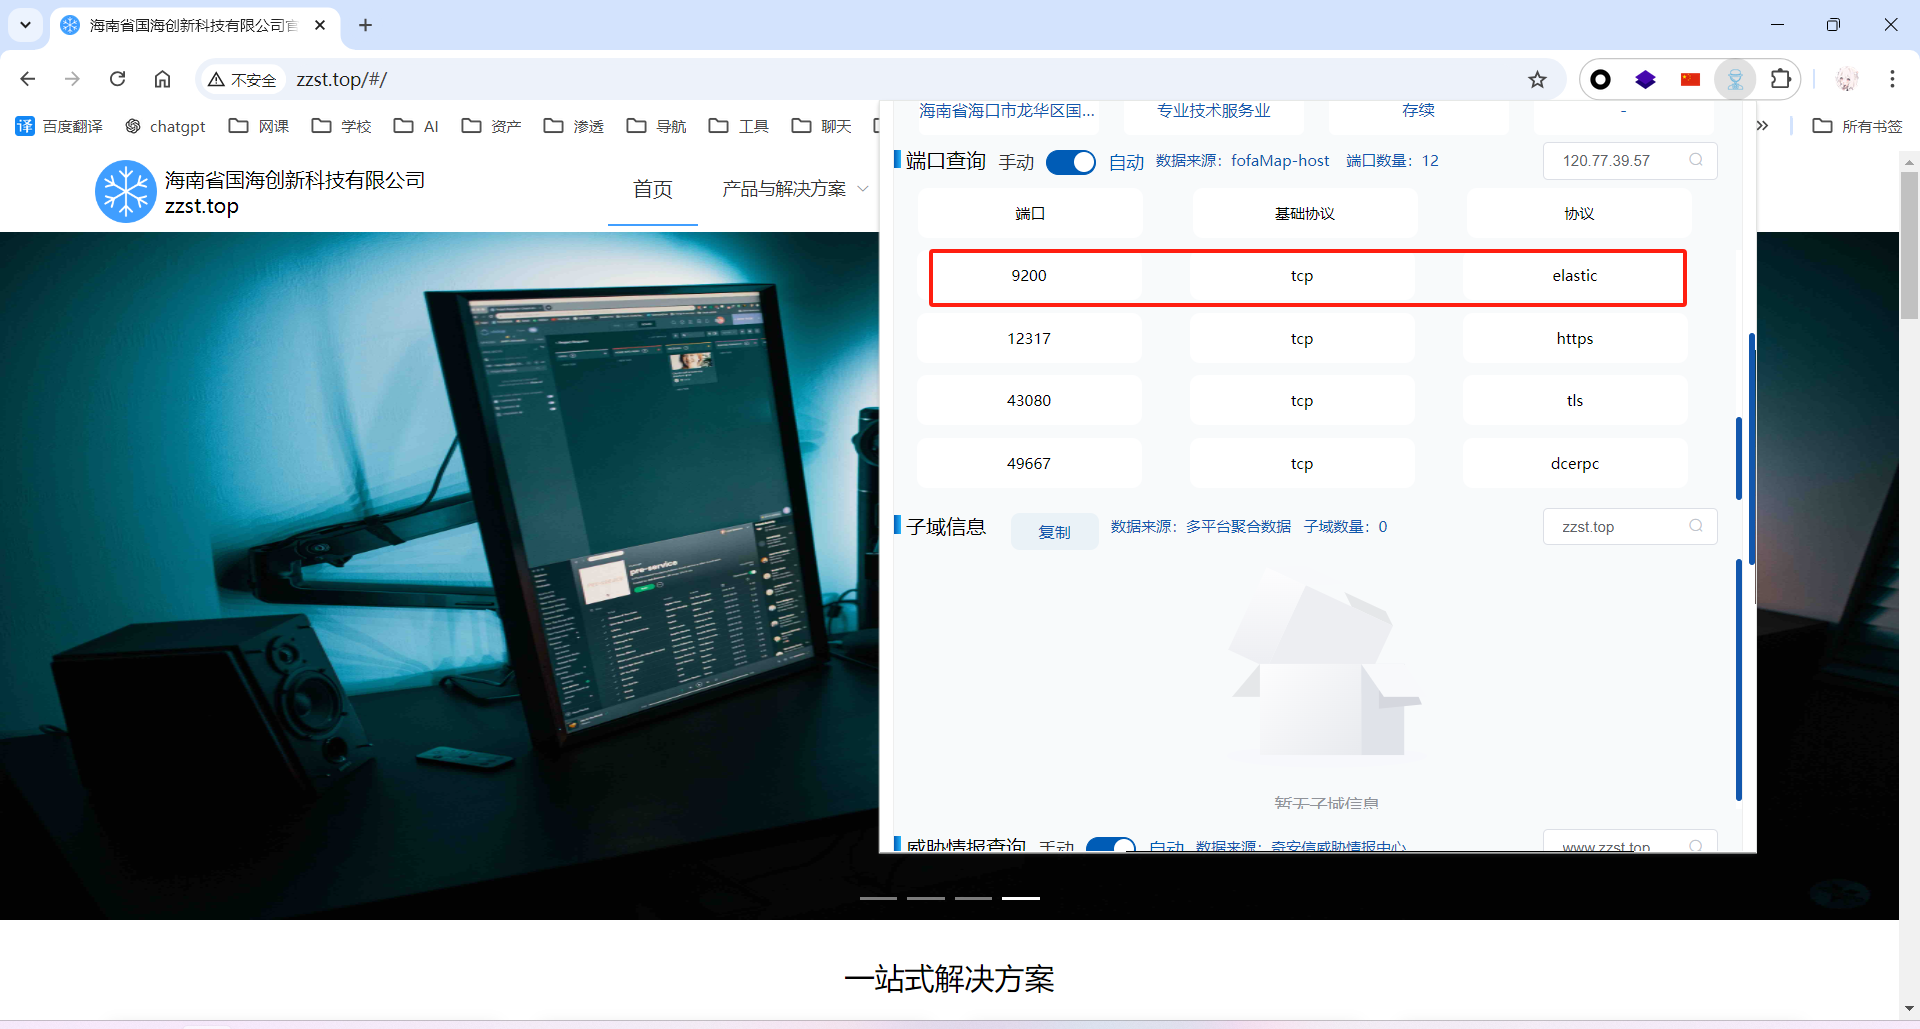 海南省国海创新科技有限公司官
不安全
zzst.top/#/
百度翻译
chatgpt
网课
学校
AI
资产
渗透
导航
工具
聊天
所有书签
海南省国海创新科技有限公司
zzst.top
首页
产品与解决方案
海南省海口市龙华区国...
专业技术服务业
存续
-
端口查询 手动 自动 数据来源：fofaMap-host 端口数量：12
120.77.39.57
端口 基础协议 协议
9200 tcp elastic
12317 tcp https
43080 tcp tls
49667 tcp dcerpc
子域信息 复制 数据来源：多平台聚合数据 子域数量：0
zzst.top
暂无子域信息
威胁情报查询 手动 自动 数据来源：奇安信威胁情报中心
www.zzst.top
pre-service
一站式解决方案